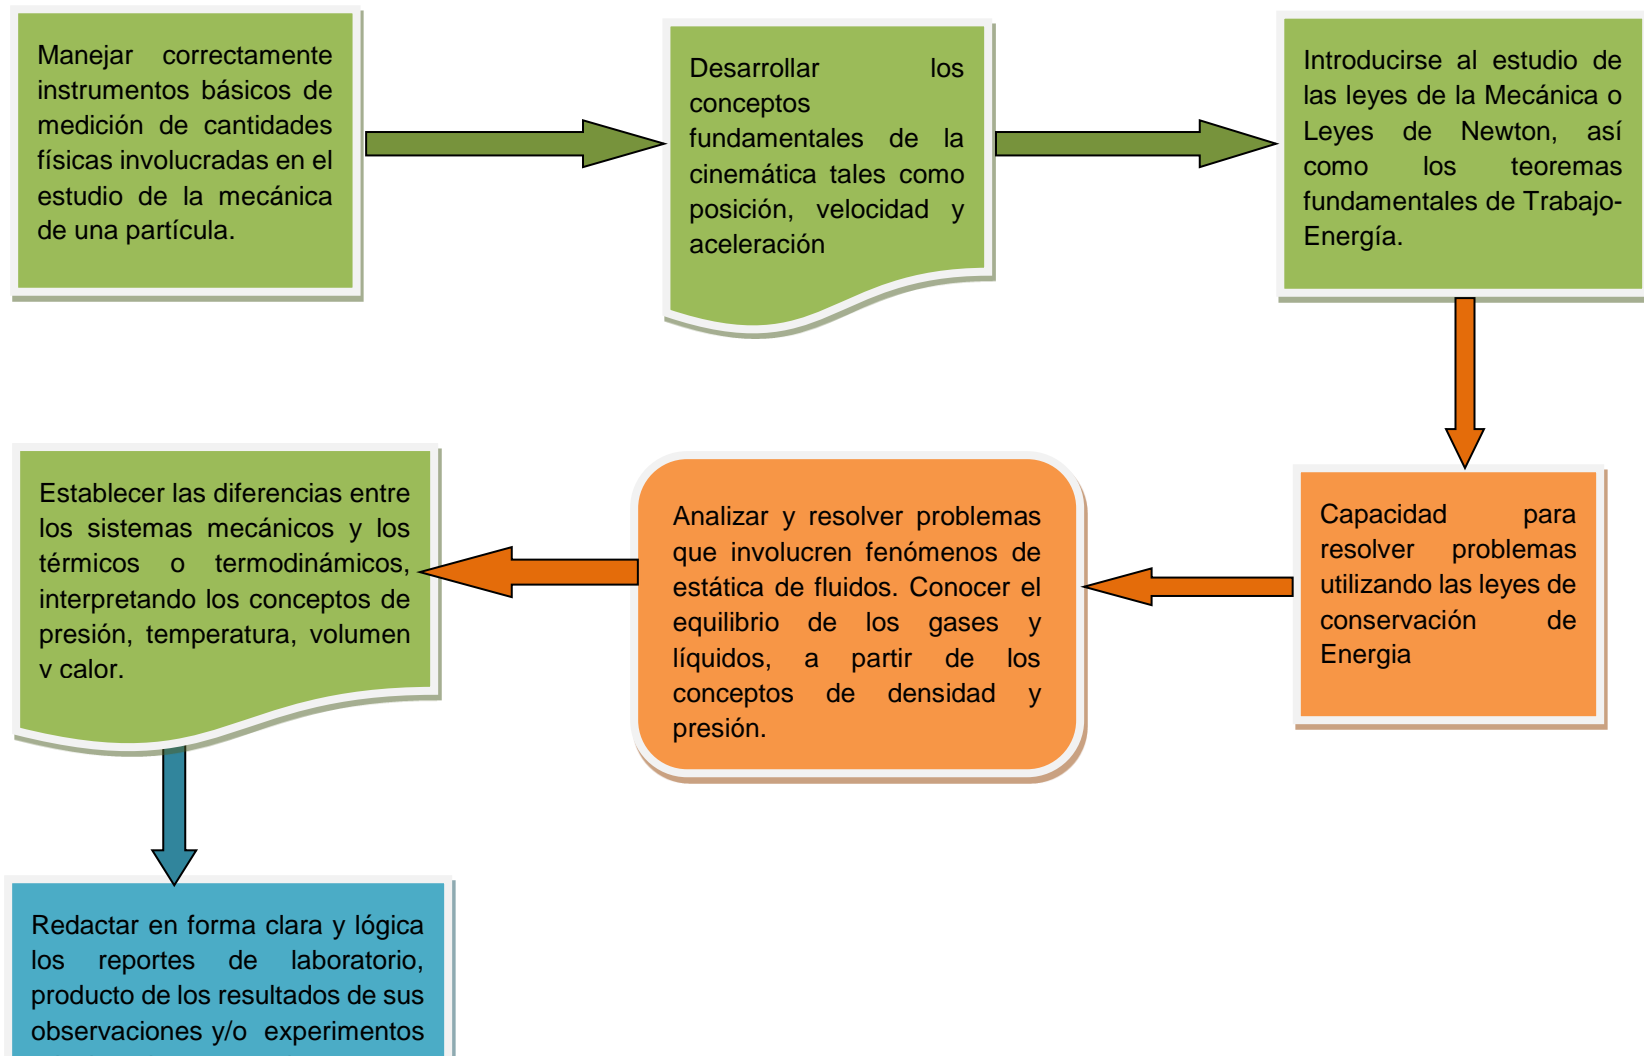 Manejar correctamente
instrumentos básicos de
medición de cantidades
físicas involucradas en el
estudio de la mecánica
de una partícula.
Desarrollar los
conceptos
fundamentales de la
cinemática tales como
posición, velocidad y
aceleración
Introducirse al estudio de
las leyes de la Mecánica o
Leyes de Newton, así
como los teoremas
fundamentales de Trabajo-
Energía.
Capacidad para
resolver problemas
utilizando las leyes de
conservación de
Energia
Analizar y resolver problemas
que involucren fenómenos de
estática de fluidos. Conocer el
equilibrio de los gases y
líquidos, a partir de los
conceptos de densidad y
presión.
Establecer las diferencias entre
los sistemas mecánicos y los
térmicos o termodinámicos,
interpretando los conceptos de
presión, temperatura, volumen
y calor.
Redactar en forma clara y lógica
los reportes de laboratorio,
producto de los resultados de sus
observaciones y/o experimentos